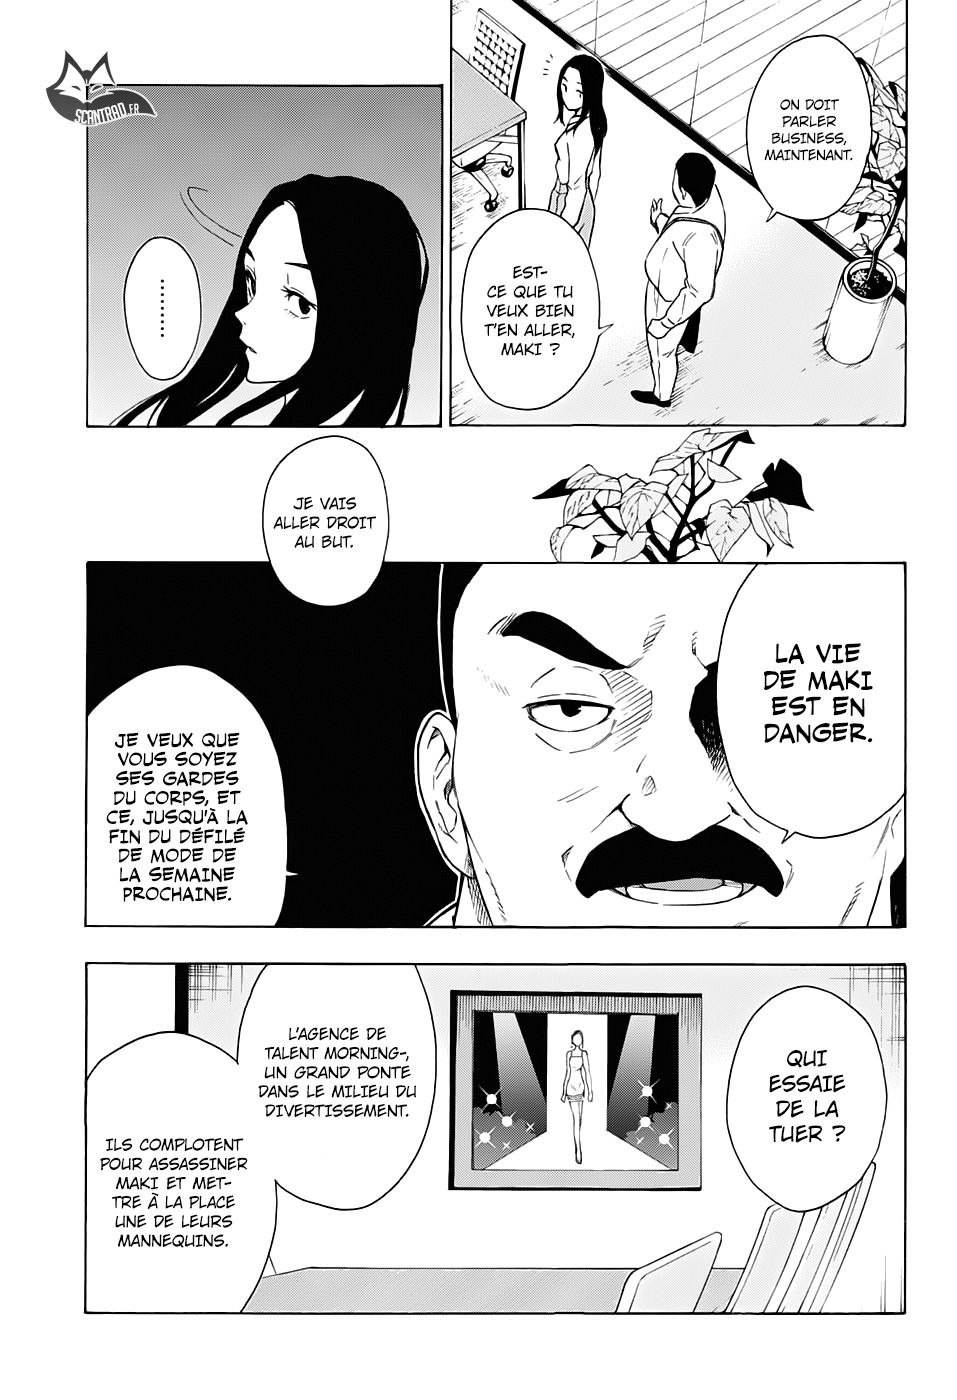 SCANTRAD.FR
ON DOIT
PARLER
BUSINESS,
MAINTENANT.
EST-
CE QUE TU
VEUX BIEN
T'EN ALLER,
MAKI ?
.........
JE VAIS
ALLER DROIT
AU BUT.
LA VIE
DE MAKI
EST EN
DANGER.
JE VEUX QUE
VOUS SOYEZ
SES GARDES
DU CORPS, ET
CE, JUSQU'À LA
FIN DU DÉFILÉ
DE MODE DE
LA SEMAINE
PROCHAINE.
QUI
ESSAIE
DE LA
TUER ?
L'AGENCE DE
TALENT MORNING-,
UN GRAND PONTE
DANS LE MILIEU DU
DIVERTISSEMENT.
ILS COMPLOTENT
POUR ASSASSINER
MAKI ET MET-
TRE À LA PLACE
UNE DE LEURS
MANNEQUINS.